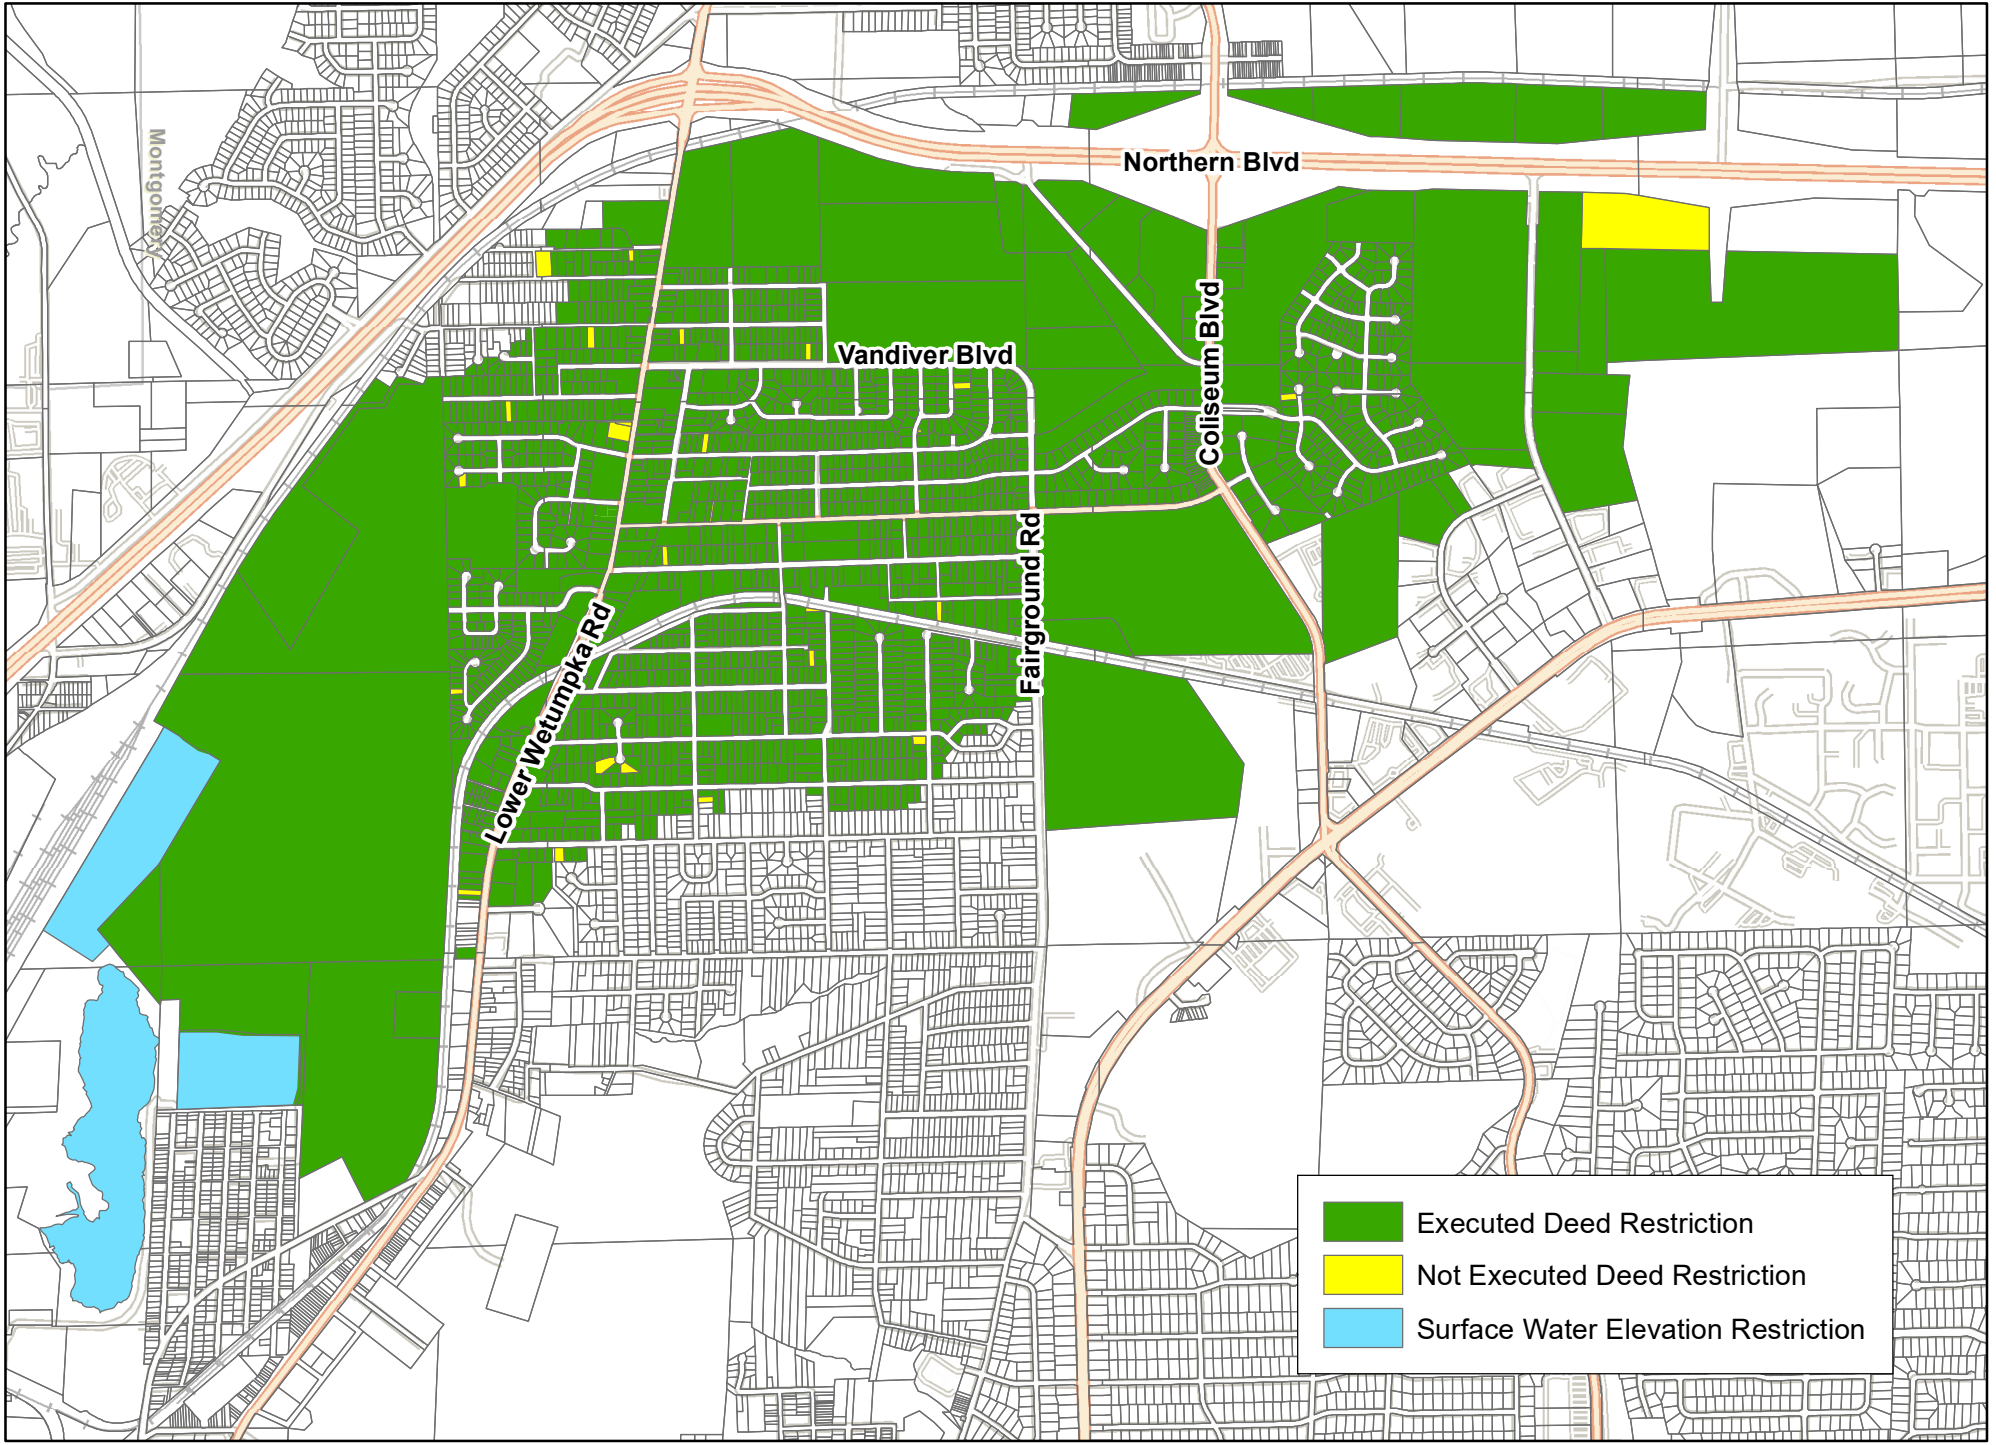 Montgomery
Northern Blvd
Vandiver Blvd
Coliseum Blvd
Fairground Rd
Lower Wetumpka Rd
Executed Deed Restriction
Not Executed Deed Restriction
Surface Water Elevation Restriction